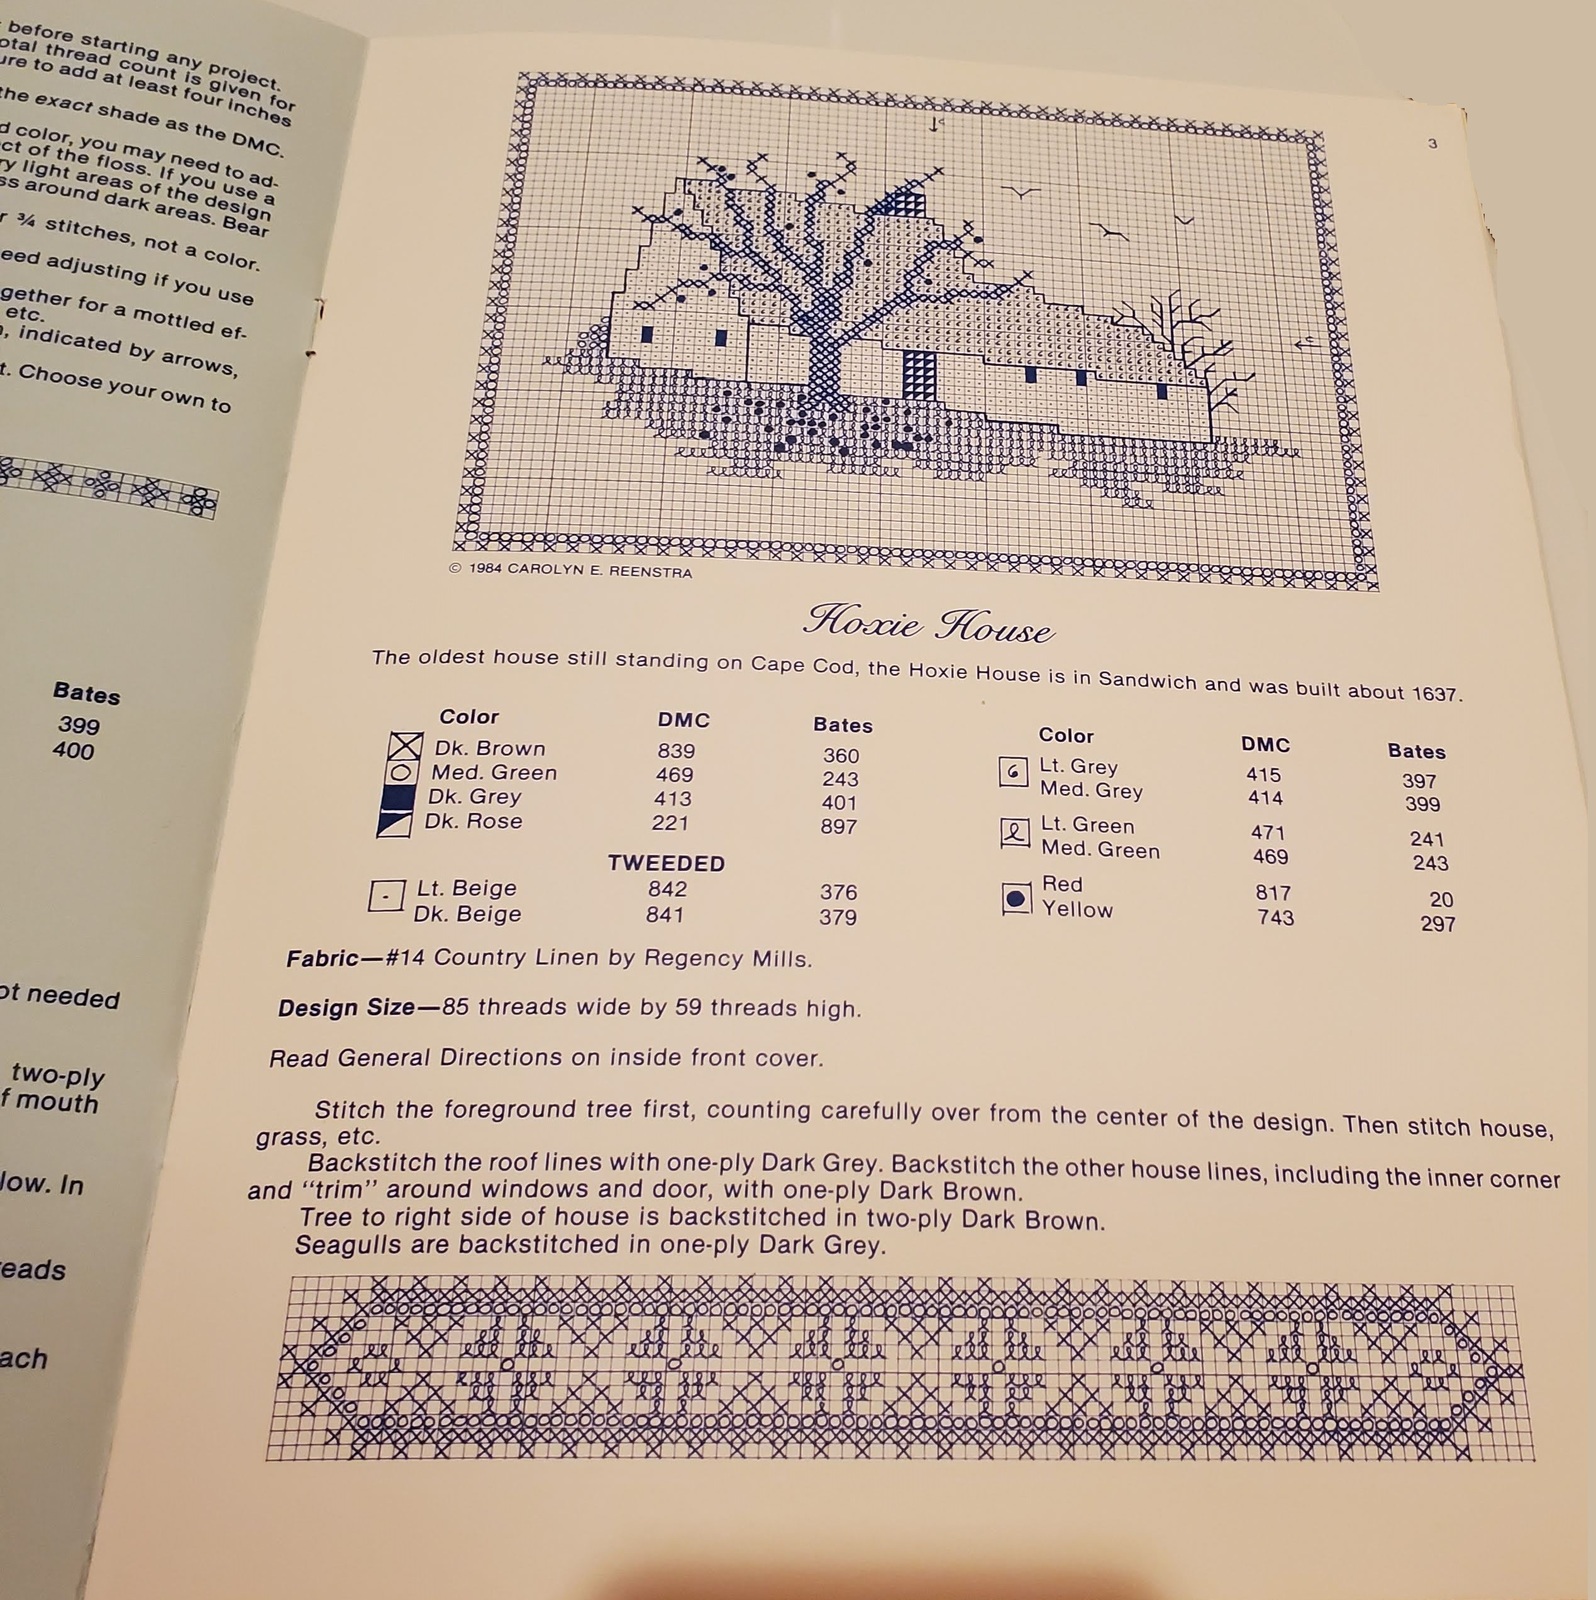 before starting any project.
total thread count is given for
to add at least four inches
the exact shade as the DMC.
color, you may need to ad-
of the floss. If you use a
light areas of the design
around dark areas. Bear
¾ stitches, not a color.
need adjusting if you use
together for a mottled ef-
etc.
indicated by arrows,
Choose your own to
Bates
399
400
not needed
two-ply
of mouth
In
3
© 1984 CAROLYN E. REENSTRA
Hoxie House
The oldest house still standing on Cape Cod, the Hoxie House is in Sandwich and was built about 1637.
Color DMC Bates
Dk. Brown 839 360
Med. Green 469 243
Dk. Grey 413 401
Dk. Rose 221 897
TWEEDED
Lt. Beige 842 376
Dk. Beige 841 379
Color DMC Bates
Lt. Grey 415 397
Med. Grey 414 399
Lt. Green 471 241
Med. Green 469 243
Red 817 20
Yellow 743 297
Fabric—#14 Country Linen by Regency Mills.
Design Size—85 threads wide by 59 threads high.
Read General Directions on inside front cover.
Stitch the foreground tree first, counting carefully over from the center of the design. Then stitch house,
grass, etc.
Backstitch the roof lines with one-ply Dark Grey. Backstitch the other house lines, including the inner corner
and “trim” around windows and door, with one-ply Dark Brown.
Tree to right side of house is backstitched in two-ply Dark Brown.
Seagulls are backstitched in one-ply Dark Grey.